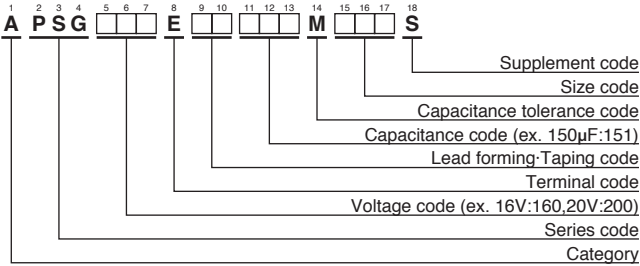 1 2 3 4 5 6 7 8 9 10 11 12 13 14 15 16 17 18
A P S G E M S
Supplement code
Size code
Capacitance tolerance code
Capacitance code (ex. 150µF:151)
Lead forming·Taping code
Terminal code
Voltage code (ex. 16V:160,20V:200)
Series code
Category